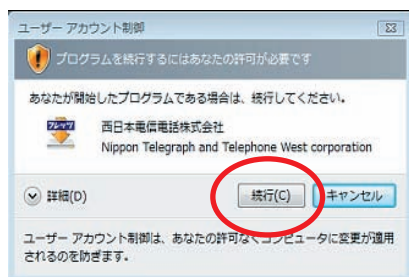 ユーザー アカウント制御
プログラムを続行するにはあなたの許可が必要です
あなたが開始したプログラムである場合は、続行してください。
フレッツ
西日本電信電話株式会社
Nippon Telegraph and Telephone West corporation
詳細(D)
続行(C)
キャンセル
ユーザー アカウント制御は、あなたの許可なくコンピュータに変更が適用
されるのを防ぎます。